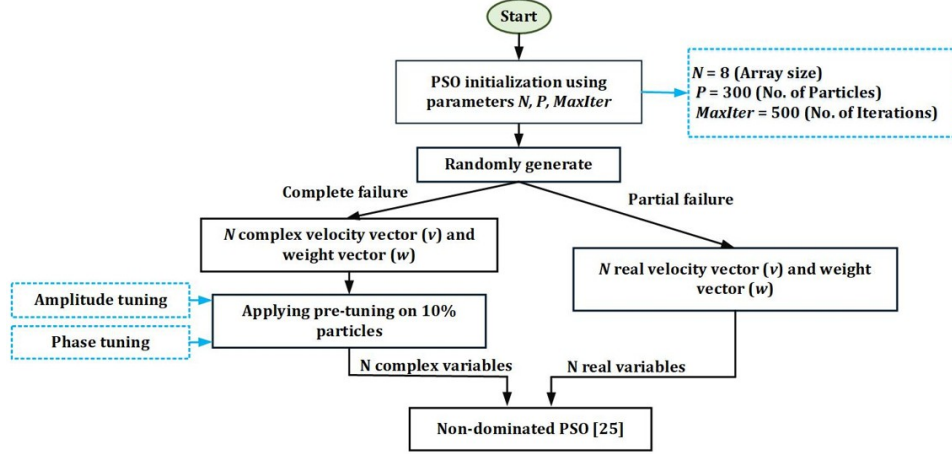 Start
PSO initialization using
parameters N, P, MaxIter
N = 8 (Array size)
P = 300 (No. of Particles)
MaxIter = 500 (No. of Iterations)
Randomly generate
Complete failure
Partial failure
N complex velocity vector (v) and
weight vector (w)
N real velocity vector (v) and weight
vector (w)
Amplitude tuning
Phase tuning
Applying pre-tuning on 10%
particles
N complex variables
N real variables
Non-dominated PSO [25]